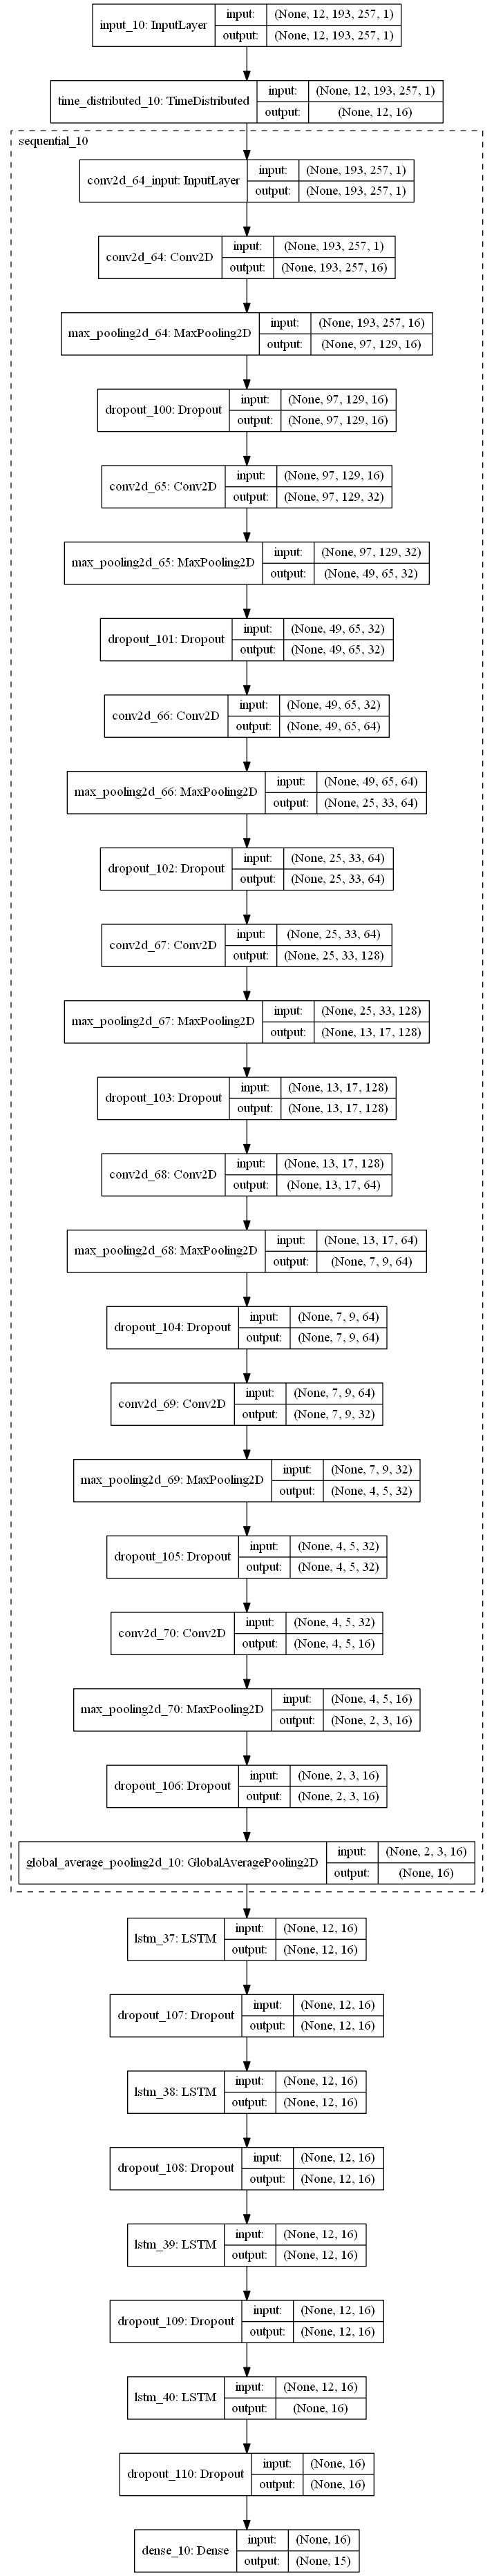 input_10: InputLayer
input: (None, 12, 193, 257, 1)
output: (None, 12, 193, 257, 1)
time_distributed_10: TimeDistributed
input: (None, 12, 193, 257, 1)
output: (None, 12, 16)
sequential_10
conv2d_64_input: InputLayer
input: (None, 193, 257, 1)
output: (None, 193, 257, 1)
conv2d_64: Conv2D
input: (None, 193, 257, 1)
output: (None, 193, 257, 16)
max_pooling2d_64: MaxPooling2D
input: (None, 193, 257, 16)
output: (None, 97, 129, 16)
dropout_100: Dropout
input: (None, 97, 129, 16)
output: (None, 97, 129, 16)
conv2d_65: Conv2D
input: (None, 97, 129, 16)
output: (None, 97, 129, 32)
max_pooling2d_65: MaxPooling2D
input: (None, 97, 129, 32)
output: (None, 49, 65, 32)
dropout_101: Dropout
input: (None, 49, 65, 32)
output: (None, 49, 65, 32)
conv2d_66: Conv2D
input: (None, 49, 65, 32)
output: (None, 49, 65, 64)
max_pooling2d_66: MaxPooling2D
input: (None, 49, 65, 64)
output: (None, 25, 33, 64)
dropout_102: Dropout
input: (None, 25, 33, 64)
output: (None, 25, 33, 64)
conv2d_67: Conv2D
input: (None, 25, 33, 64)
output: (None, 25, 33, 128)
max_pooling2d_67: MaxPooling2D
input: (None, 25, 33, 128)
output: (None, 13, 17, 128)
dropout_103: Dropout
input: (None, 13, 17, 128)
output: (None, 13, 17, 128)
conv2d_68: Conv2D
input: (None, 13, 17, 128)
output: (None, 13, 17, 64)
max_pooling2d_68: MaxPooling2D
input: (None, 13, 17, 64)
output: (None, 7, 9, 64)
dropout_104: Dropout
input: (None, 7, 9, 64)
output: (None, 7, 9, 64)
conv2d_69: Conv2D
input: (None, 7, 9, 64)
output: (None, 7, 9, 32)
max_pooling2d_69: MaxPooling2D
input: (None, 7, 9, 32)
output: (None, 4, 5, 32)
dropout_105: Dropout
input: (None, 4, 5, 32)
output: (None, 4, 5, 32)
conv2d_70: Conv2D
input: (None, 4, 5, 32)
output: (None, 4, 5, 16)
max_pooling2d_70: MaxPooling2D
input: (None, 4, 5, 16)
output: (None, 2, 3, 16)
dropout_106: Dropout
input: (None, 2, 3, 16)
output: (None, 2, 3, 16)
global_average_pooling2d_10: GlobalAveragePooling2D
input: (None, 2, 3, 16)
output: (None, 16)
lstm_37: LSTM
input: (None, 12, 16)
output: (None, 12, 16)
dropout_107: Dropout
input: (None, 12, 16)
output: (None, 12, 16)
lstm_38: LSTM
input: (None, 12, 16)
output: (None, 12, 16)
dropout_108: Dropout
input: (None, 12, 16)
output: (None, 12, 16)
lstm_39: LSTM
input: (None, 12, 16)
output: (None, 12, 16)
dropout_109: Dropout
input: (None, 12, 16)
output: (None, 12, 16)
lstm_40: LSTM
input: (None, 12, 16)
output: (None, 16)
dropout_110: Dropout
input: (None, 16)
output: (None, 16)
dense_10: Dense
input: (None, 16)
output: (None, 15)